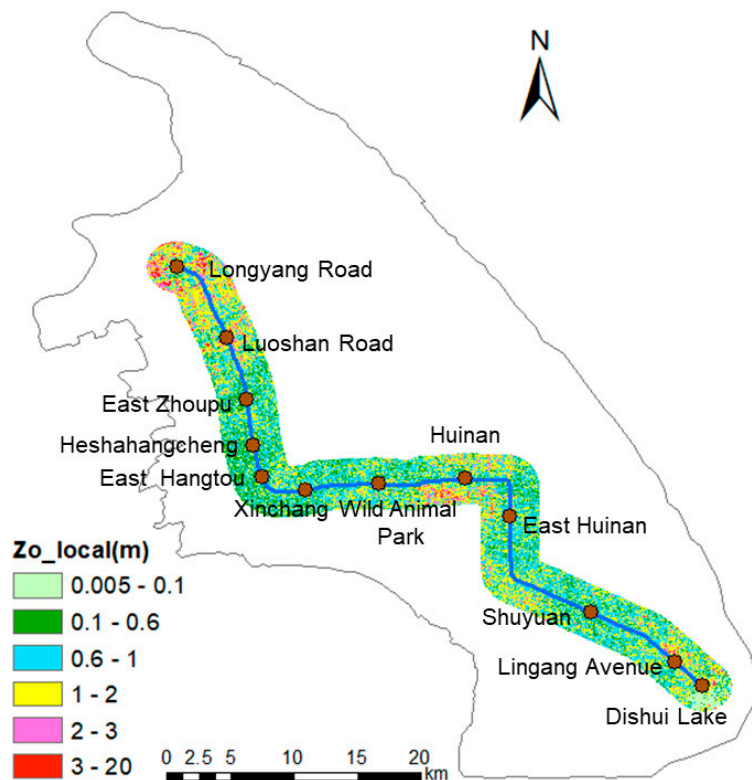 N
Longyang Road
Luoshan Road
East Zhoupu
Heshahangcheng
Huinan
East Hangtou
Xinchang Wild Animal
Park
East Huinan
Shuyuan
Lingang Avenue
Dishui Lake
Zo_local(m)
0.005 - 0.1
0.1 - 0.6
0.6 - 1
1 - 2
2 - 3
3 - 20
0 2.5 5 10 15 20
km